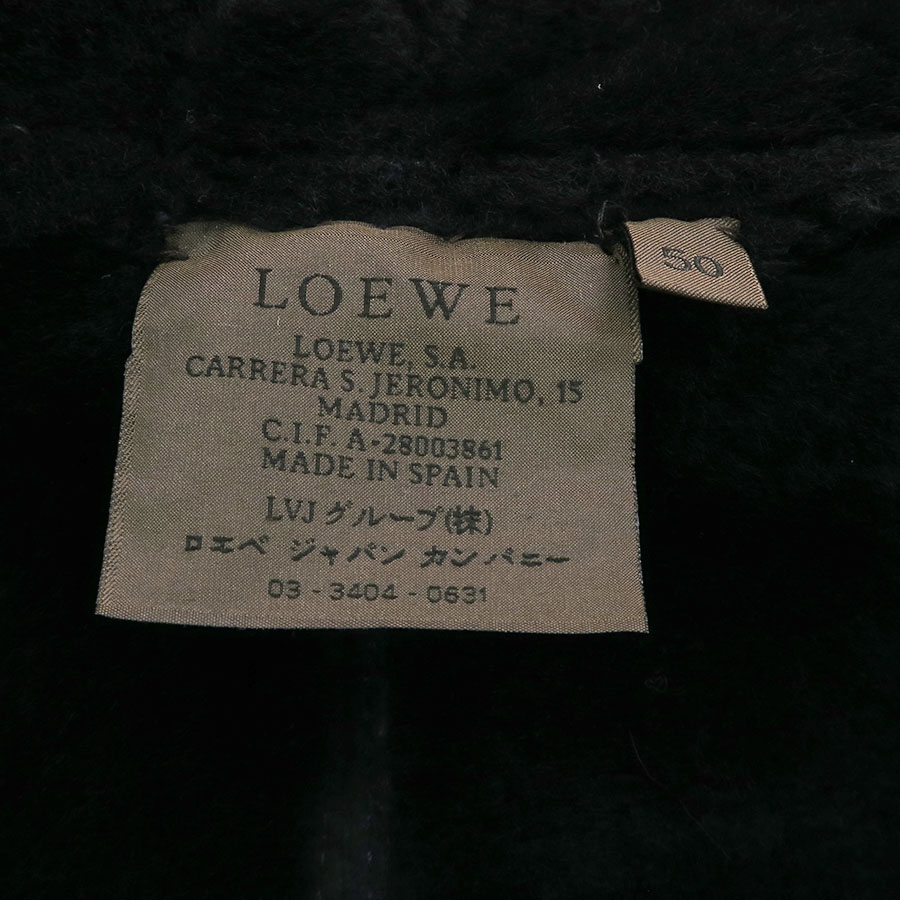 LOEWE
50
LOEWE, S.A.
CARRERA S. JERONIMO, 15
MADRID
C.I.F. A-28003861
MADE IN SPAIN
LVJグループ(株)
ロエベ ジャパン カンパニー
03-3404-0631